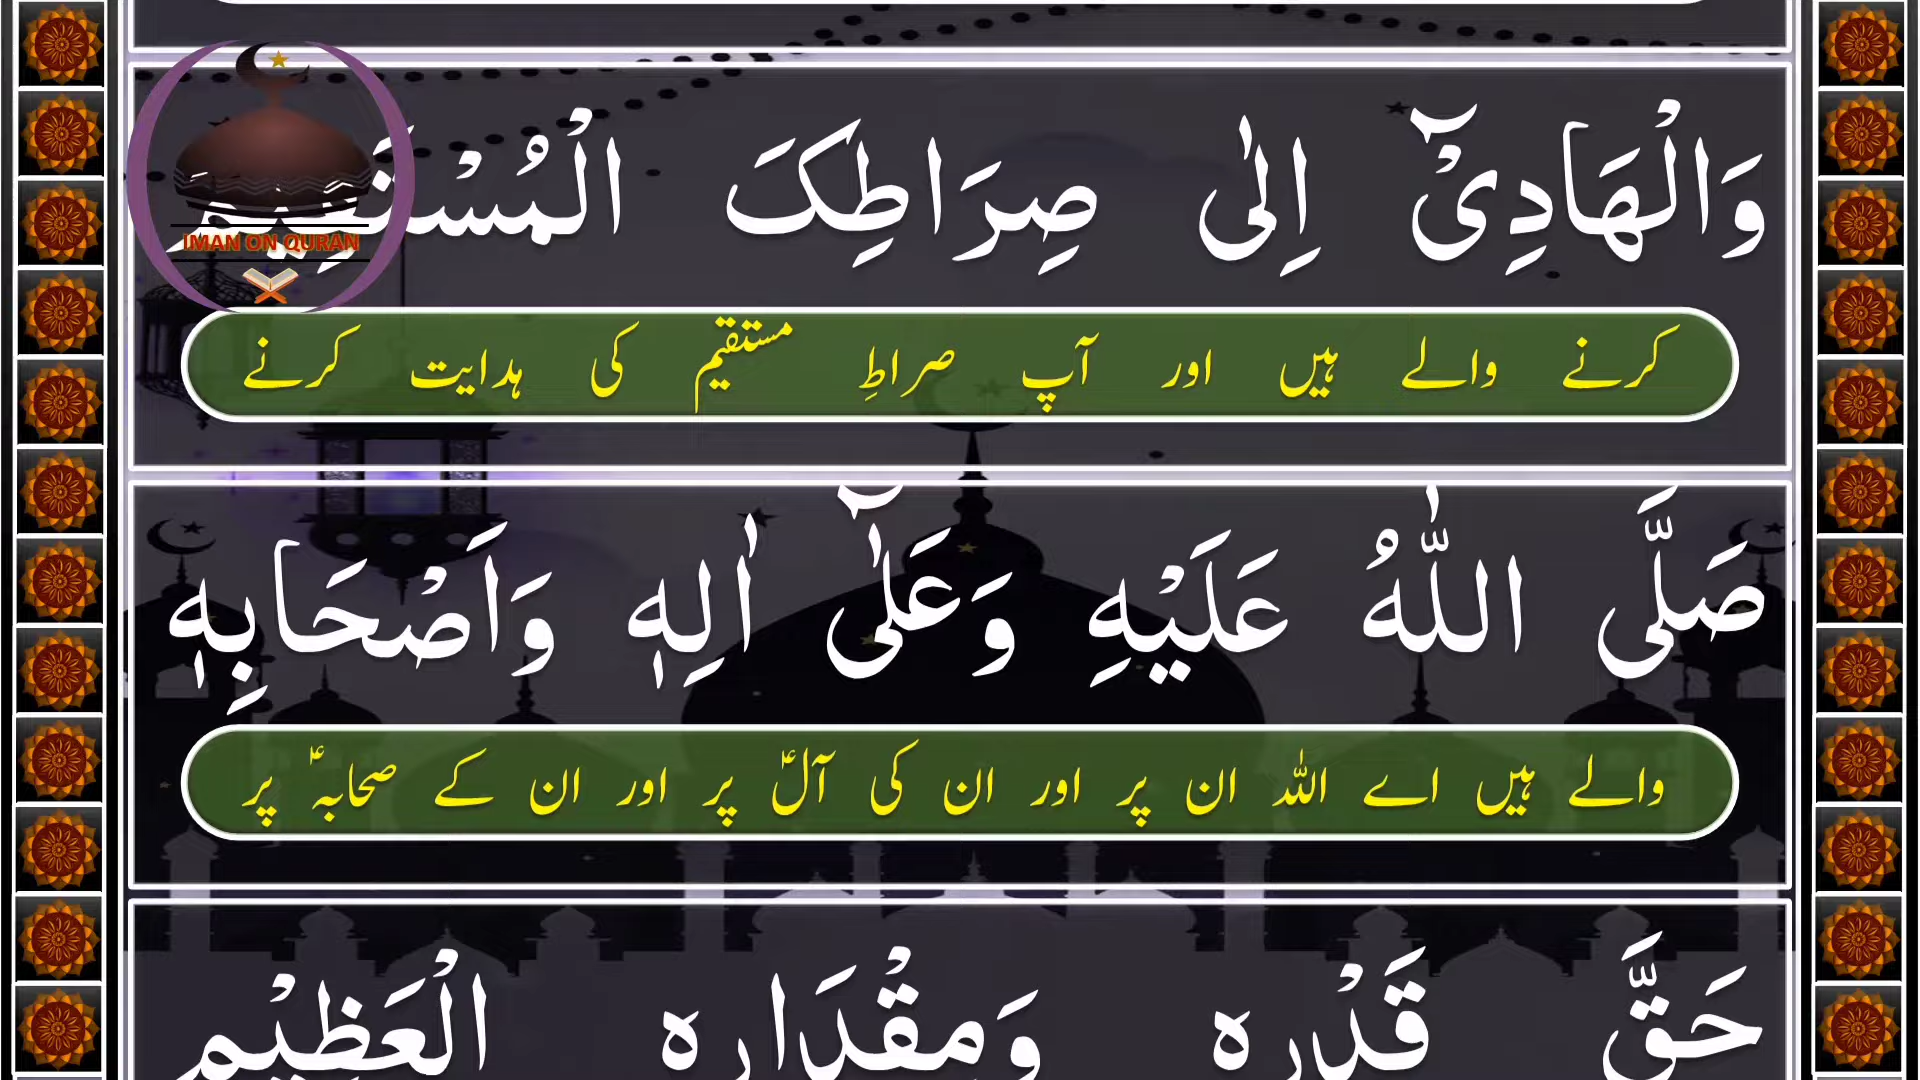 وَالْهَادِيْٓ اِلٰى صِرَاطِكَ الْمُسْتَقِيْمِ
IMAN ON QURAN
کرنے والے ہیں اور آپ صراطِ مستقیم کی ہدایت کرنے
صَلَّى اللّٰهُ عَلَيْهِ وَعَلٰٓى اٰلِهٖ وَاَصْحَابِهٖ
والے ہیں اے اللہ ان پر اور ان کی آلؑ پر اور ان کے صحابہؑ پر
حَقَّ قَدْرِهٖ وَمِقْدَارِهٖ الْعَظِيْمِ